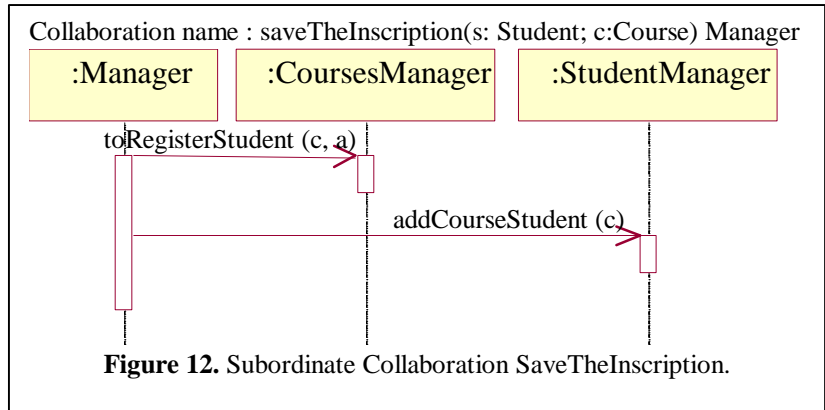 Collaboration name : saveTheInscription(s: Student; c:Course) Manager
:Manager :CoursesManager :StudentManager
toRegisterStudent (c, a)
addCourseStudent (c)
Figure 12. Subordinate Collaboration SaveTheInscription.